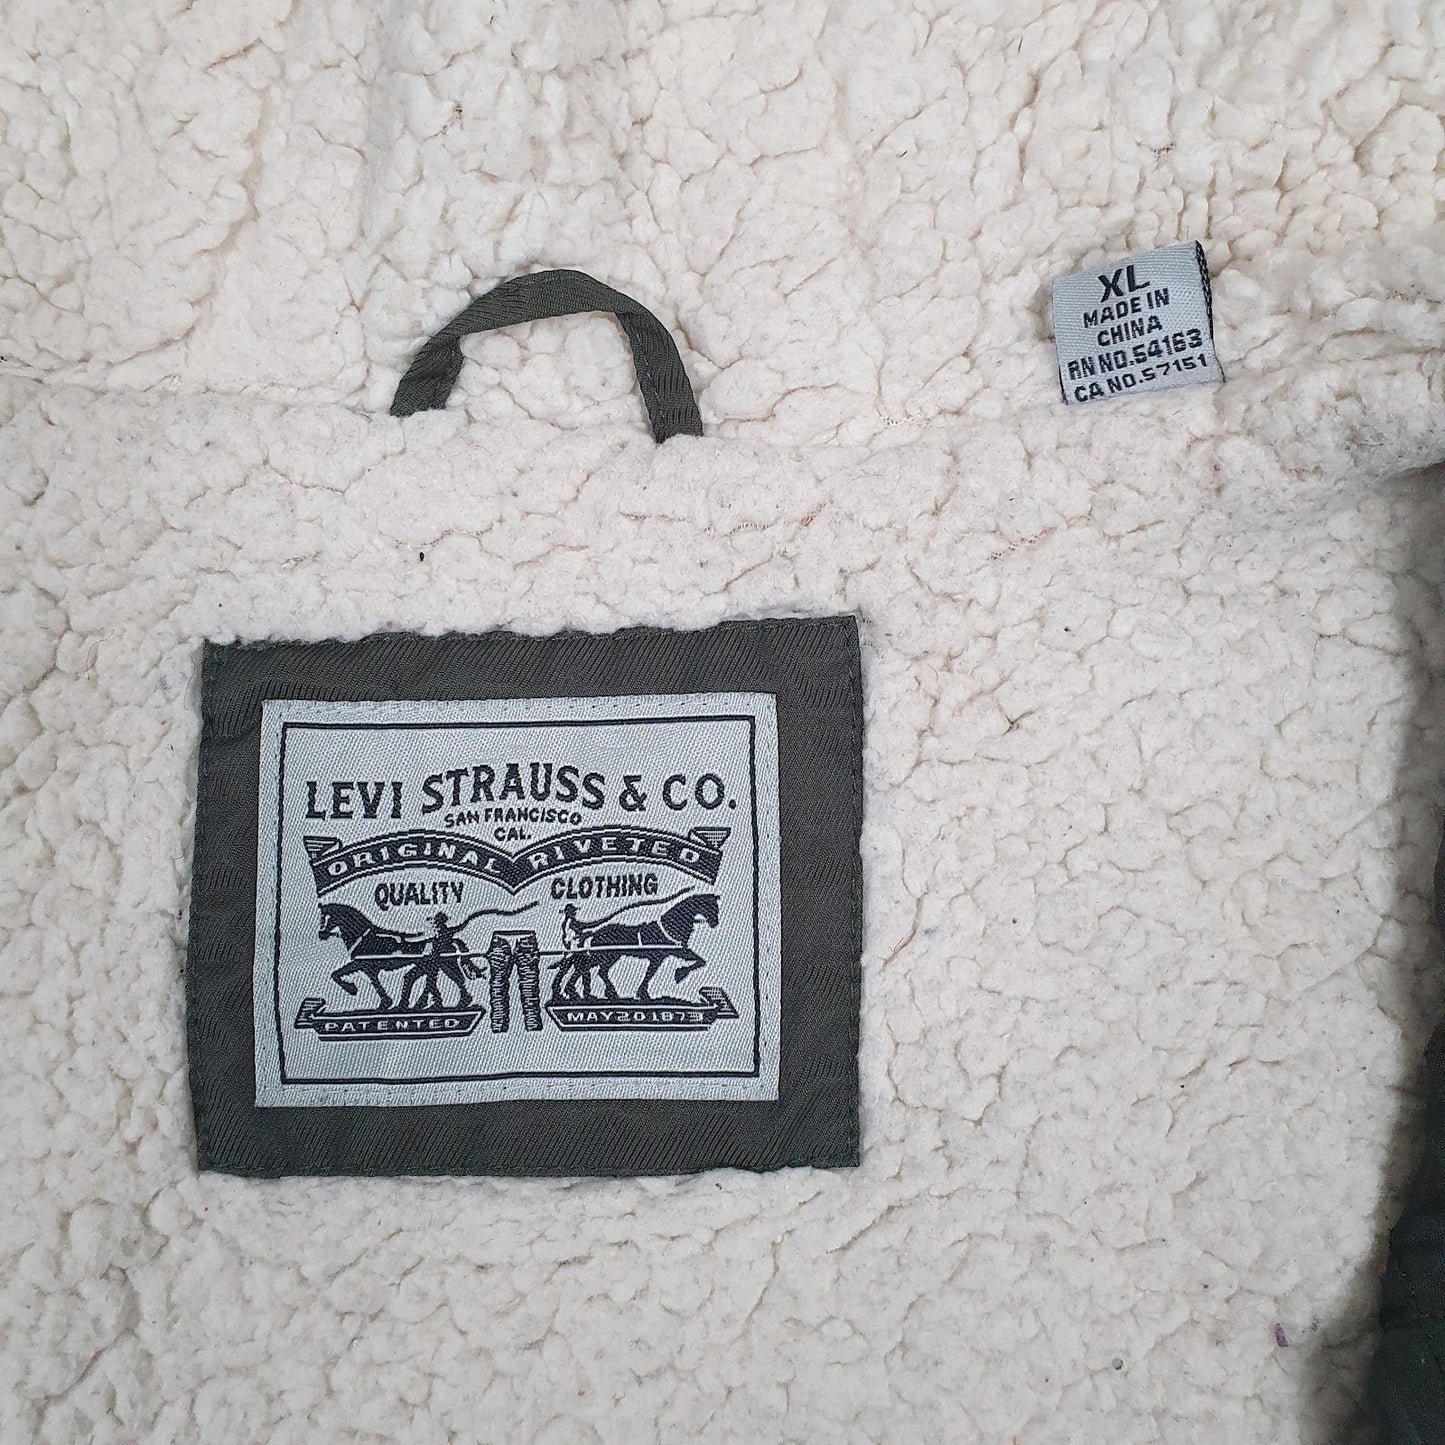 XL
MADE IN
CHINA
RN NO.54163
CA NO.57151
LEVI STRAUSS & CO.
SAN FRANCISCO
CAL.
ORIGINAL RIVETED
QUALITY CLOTHING
PATENTED MAY 20 1873